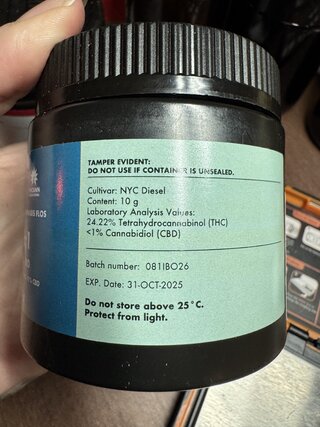 TAMPER EVIDENT:
DO NOT USE IF CONTAINER IS UNSEALED.
Cultivar: NYC Diesel
Content: 10 g
Laboratory Analysis Values:
24.22% Tetrahydrocannabinol (THC)
<1% Cannabidiol (CBD)
Batch number: 081IBO26
EXP. Date: 31-OCT-2025
Do not store above 25°C.
Protect from light.
FLOS
CBD